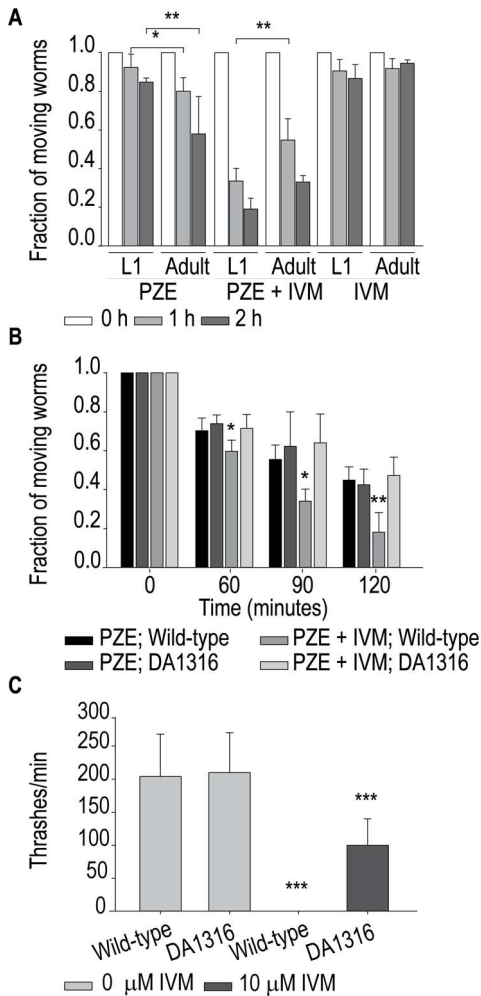 A
**
*
**
Fraction of moving worms
1.0
0.8
0.6
0.4
0.2
0.0
L1 Adult L1 Adult L1 Adult
PZE PZE + IVM IVM
0 h 1 h 2 h
B
Fraction of moving worms
1.0
0.8
0.6
0.4
0.2
0.0
*
*
**
0 60 90 120
Time (minutes)
PZE; Wild-type PZE + IVM; Wild-type
PZE; DA1316 PZE + IVM; DA1316
C
Thrashes/min
300
250
200
150
100
50
0
***
***
Wild-type DA1316 Wild-type DA1316
0 μM IVM 10 μM IVM